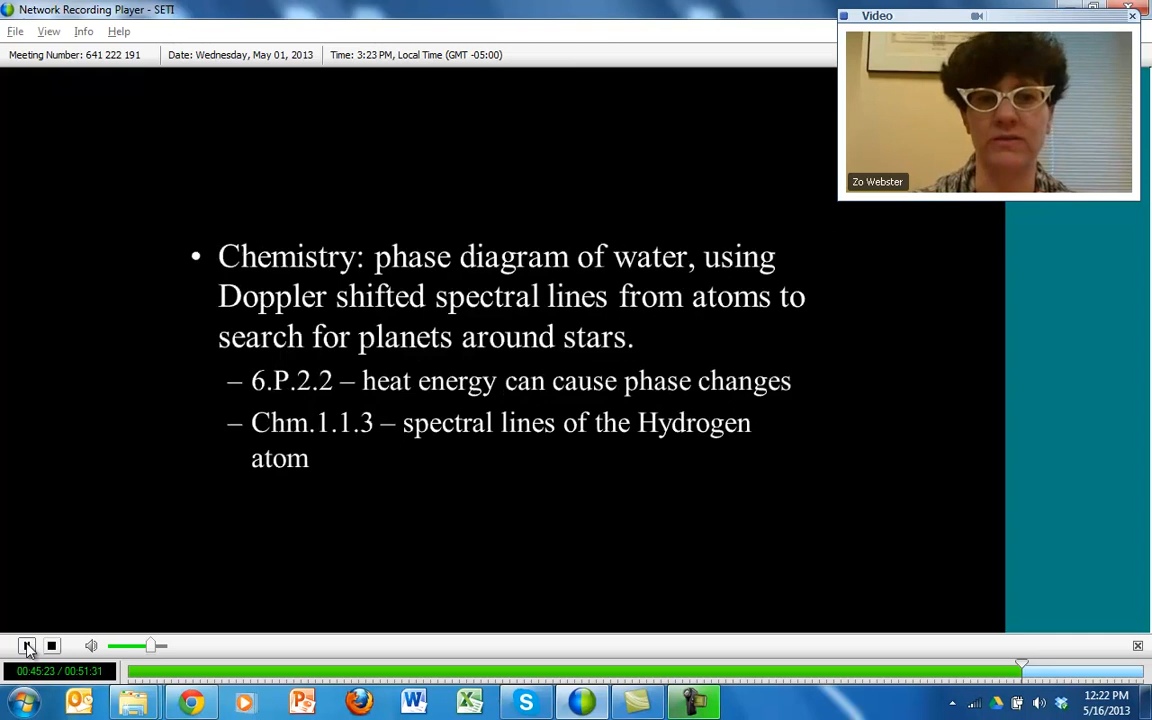 Network Recording Player - SETI
File View Info Help
Meeting Number: 641 222 191 Date: Wednesday, May 01, 2013 Time: 3:23 PM, Local Time (GMT -05:00)
Video
Zo Webster
• Chemistry: phase diagram of water, using
Doppler shifted spectral lines from atoms to
search for planets around stars.
– 6.P.2.2 – heat energy can cause phase changes
– Chm.1.1.3 – spectral lines of the Hydrogen
atom
00:45:23 / 00:51:31
12:22 PM
5/16/2013